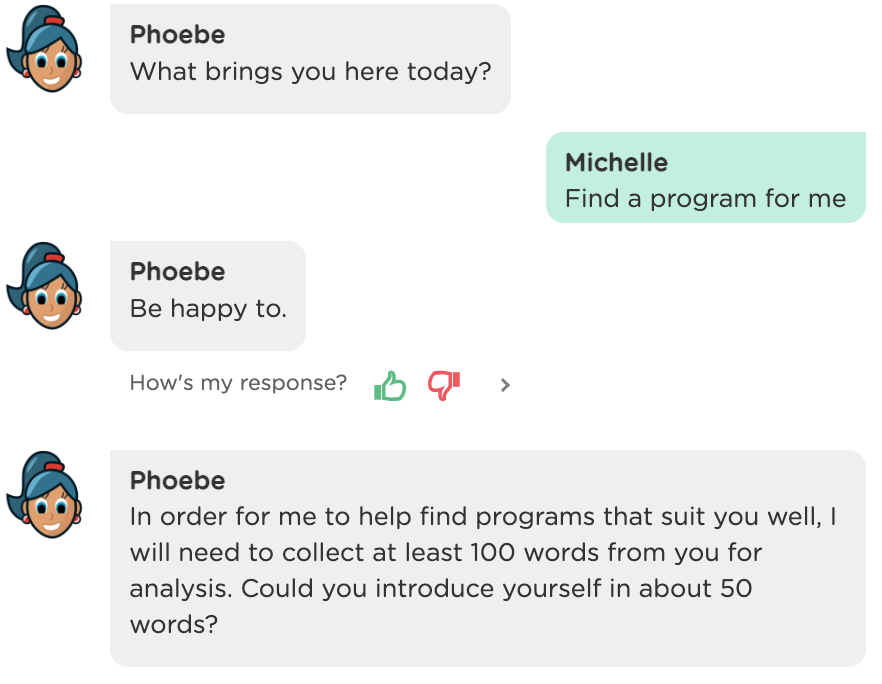 Phoebe
What brings you here today?
Michelle
Find a program for me
Phoebe
Be happy to.
How's my response?
Phoebe
In order for me to help find programs that suit you well, I
will need to collect at least 100 words from you for
analysis. Could you introduce yourself in about 50
words?